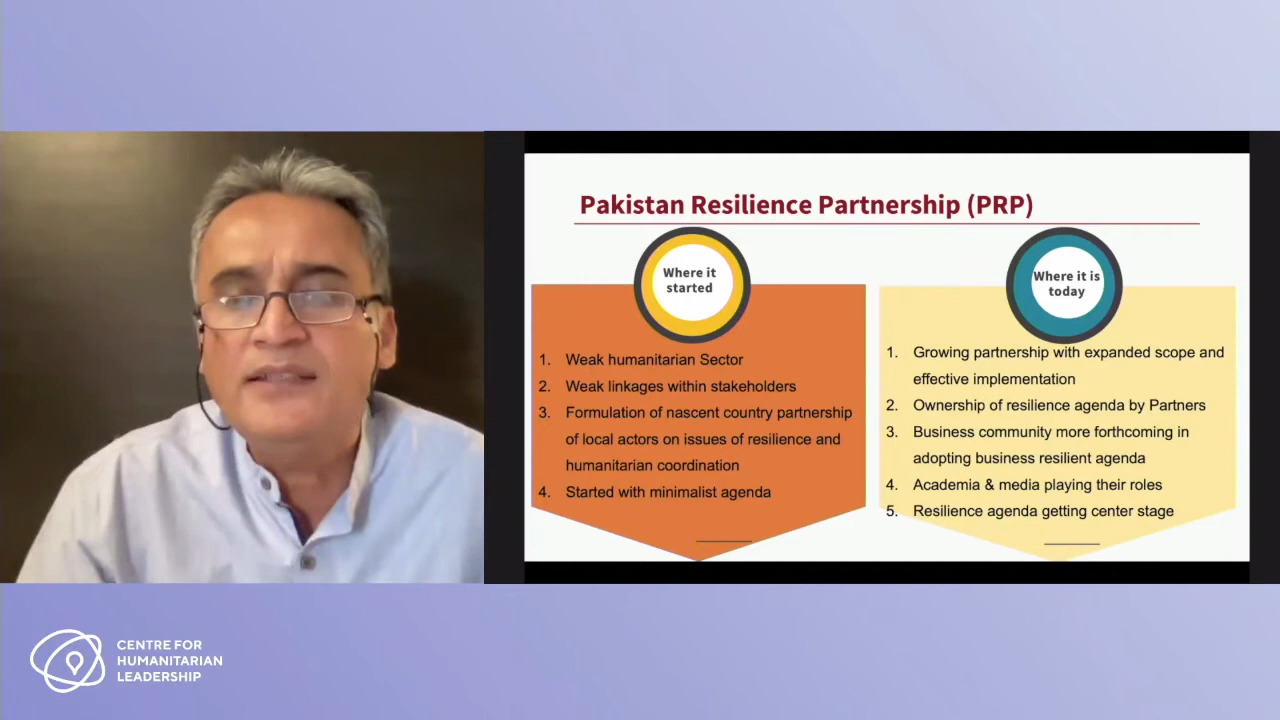 Pakistan Resilience Partnership (PRP)
Where it
started
1. Weak humanitarian Sector
2. Weak linkages within stakeholders
3. Formulation of nascent country partnership
of local actors on issues of resilience and
humanitarian coordination
4. Started with minimalist agenda
Where it is
today
1. Growing partnership with expanded scope and
effective implementation
2. Ownership of resilience agenda by Partners
3. Business community more forthcoming in
adopting business resilient agenda
4. Academia & media playing their roles
5. Resilience agenda getting center stage
CENTRE FOR
HUMANITARIAN
LEADERSHIP